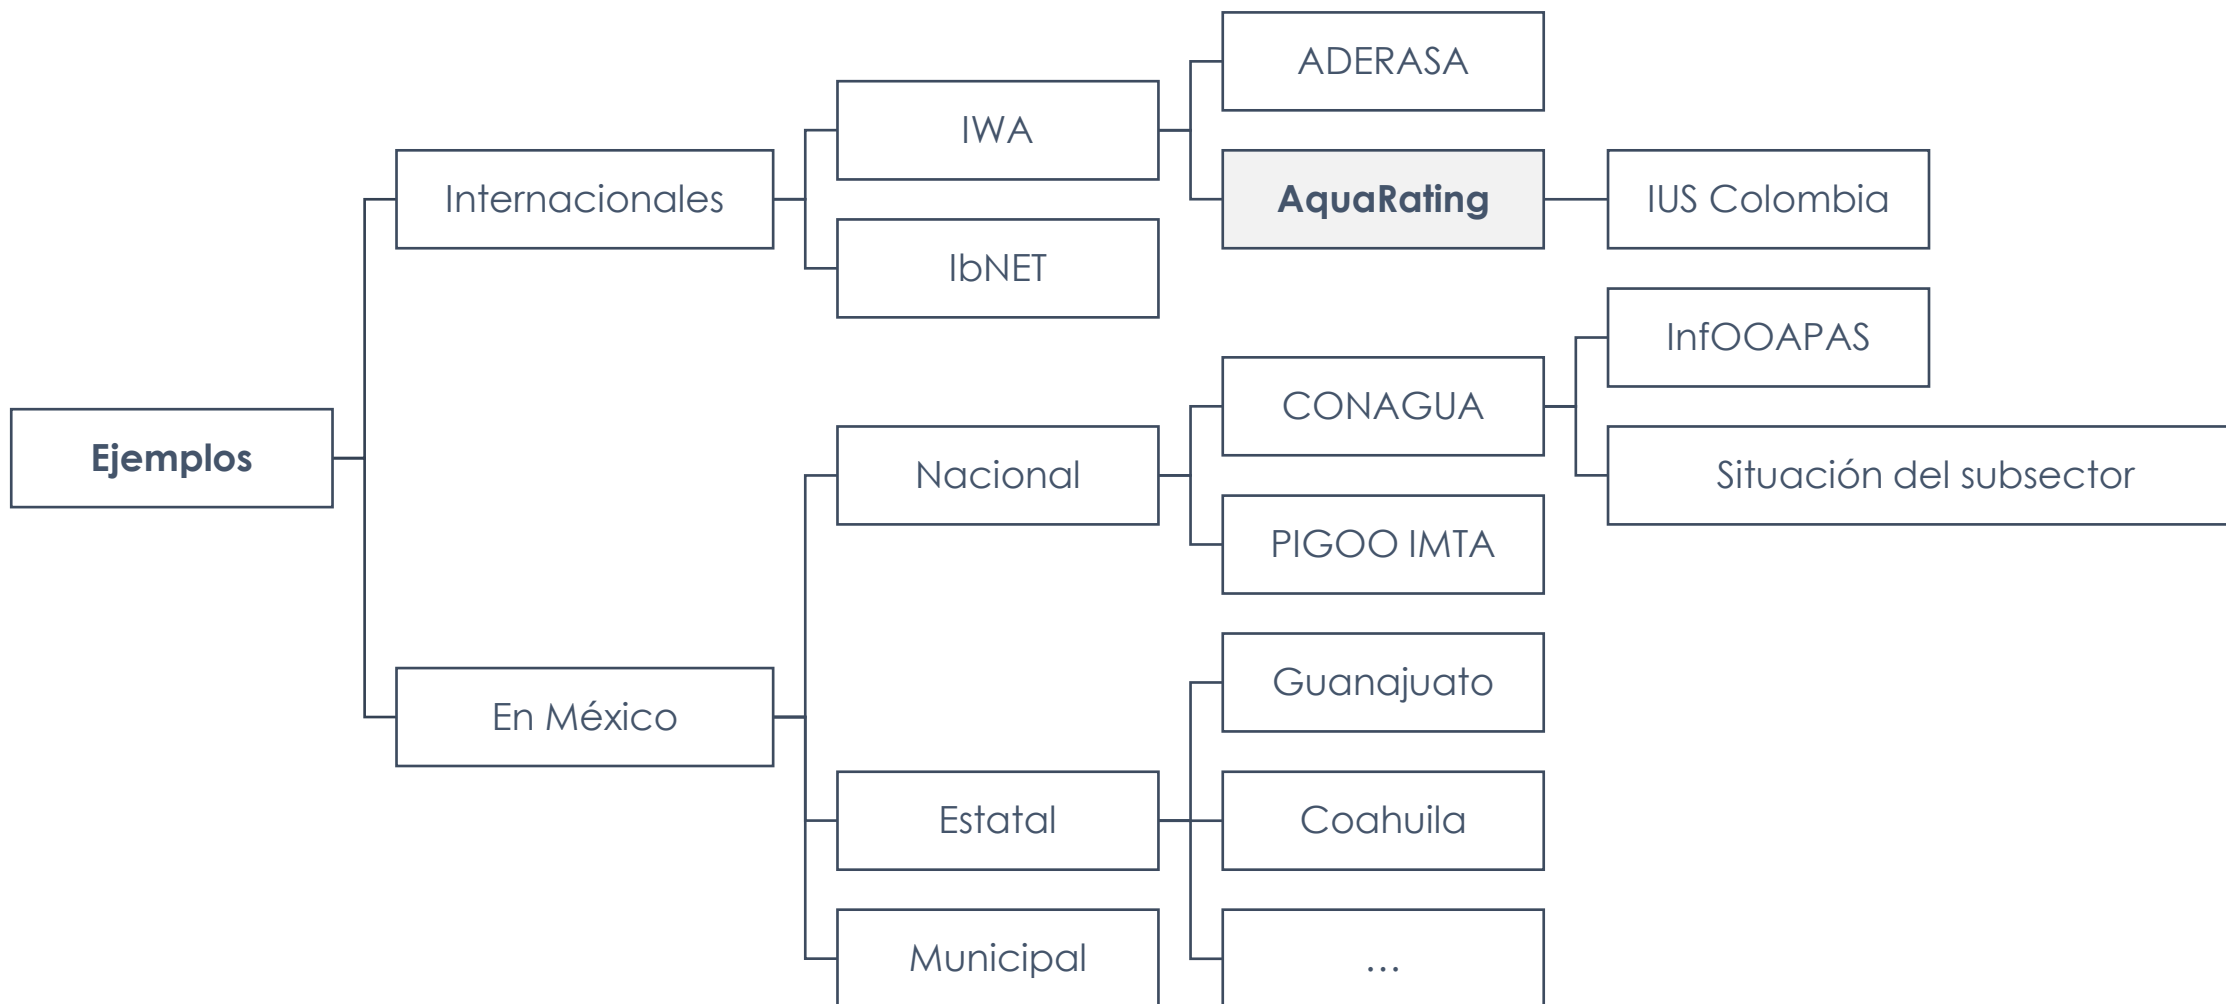 Ejemplos
Internacionales
IWA
ADERASA
AquaRating
IUS Colombia
IbNET
En México
Nacional
CONAGUA
InfOOAPAS
Situación del subsector
PIGOO IMTA
Estatal
Guanajuato
Coahuila
...
Municipal